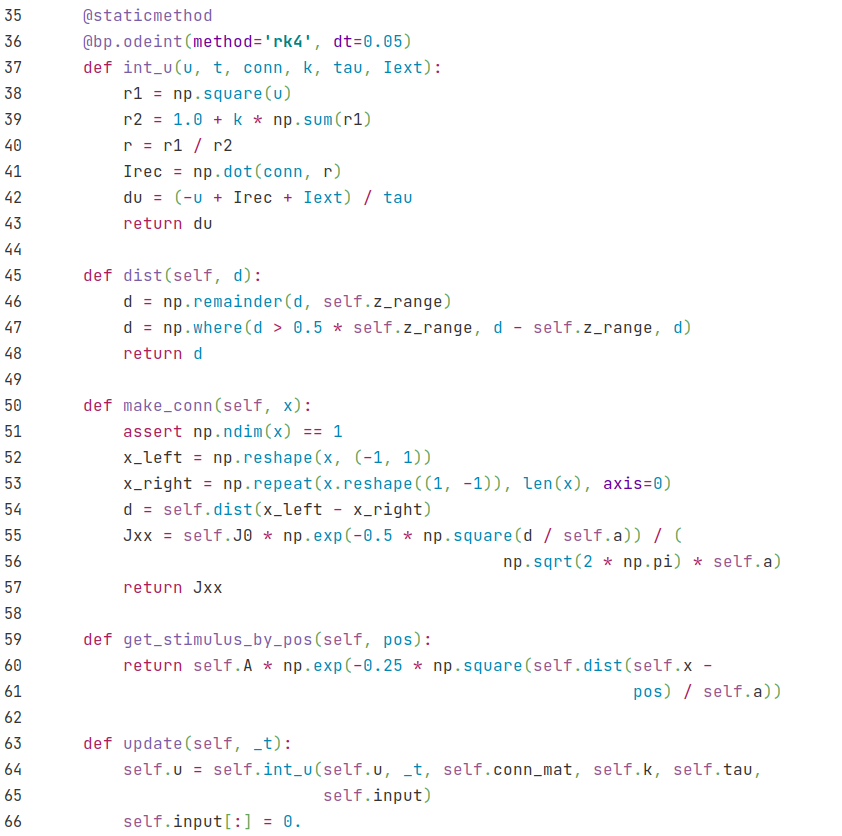 35 @staticmethod
36 @bp.odeint(method='rk4', dt=0.05)
37 def int_u(u, t, conn, k, tau, Iext):
38 r1 = np.square(u)
39 r2 = 1.0 + k * np.sum(r1)
40 r = r1 / r2
41 Irec = np.dot(conn, r)
42 du = (-u + Irec + Iext) / tau
43 return du
44
45 def dist(self, d):
46 d = np.remainder(d, self.z_range)
47 d = np.where(d > 0.5 * self.z_range, d - self.z_range, d)
48 return d
49
50 def make_conn(self, x):
51 assert np.ndim(x) == 1
52 x_left = np.reshape(x, (-1, 1))
53 x_right = np.repeat(x.reshape((1, -1)), len(x), axis=0)
54 d = self.dist(x_left - x_right)
55 Jxx = self.J0 * np.exp(-0.5 * np.square(d / self.a)) / (
56 np.sqrt(2 * np.pi) * self.a)
57 return Jxx
58
59 def get_stimulus_by_pos(self, pos):
60 return self.A * np.exp(-0.25 * np.square(self.dist(self.x -
61 pos) / self.a))
62
63 def update(self, _t):
64 self.u = self.int_u(self.u, _t, self.conn_mat, self.k, self.tau,
65 self.input)
66 self.input[:] = 0.